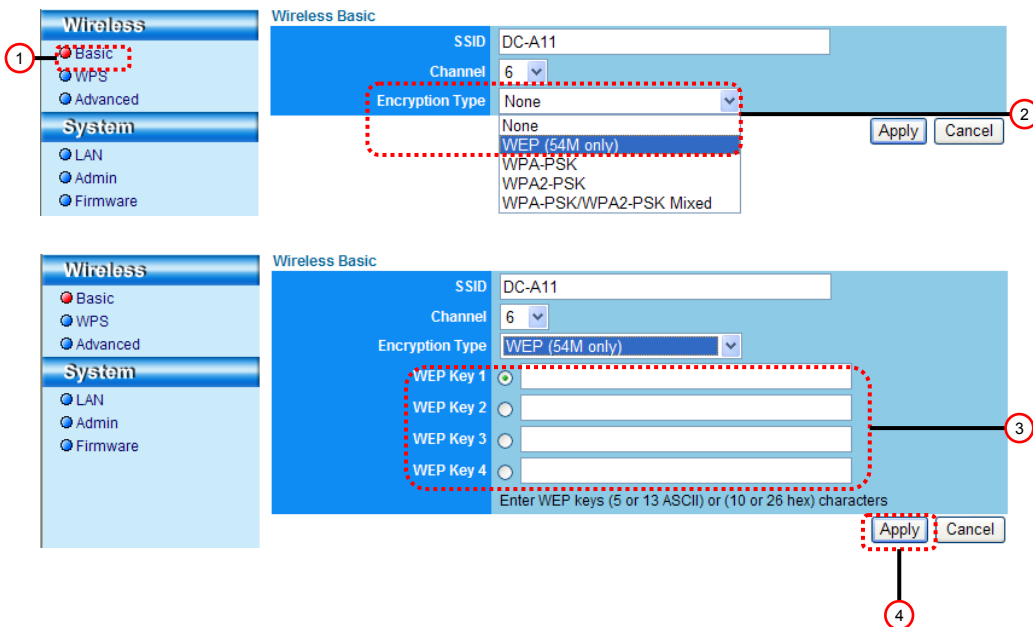 Wireless
Basic
WPS
Advanced
System
LAN
Admin
Firmware
1
Wireless Basic
SSID DC-A11
Channel 6
Encryption Type None
None
WEP (54M only)
WPA-PSK
WPA2-PSK
WPA-PSK/WPA2-PSK Mixed
Apply Cancel
2
Wireless
Basic
WPS
Advanced
System
LAN
Admin
Firmware
Wireless Basic
SSID DC-A11
Channel 6
Encryption Type WEP (54M only)
WEP Key 1
WEP Key 2
WEP Key 3
WEP Key 4
3
Enter WEP keys (5 or 13 ASCII) or (10 or 26 hex) characters
Apply Cancel
4